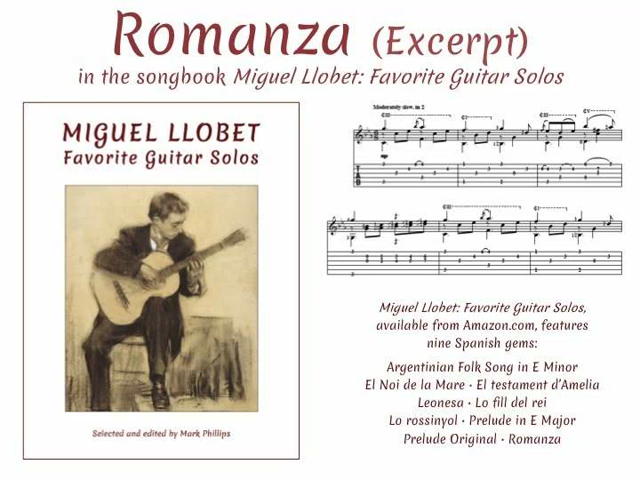 Romanza (Excerpt)
in the songbook Miguel Llobet: Favorite Guitar Solos
MIGUEL LLOBET
Favorite Guitar Solos
Selected and edited by Mark Phillips
Moderately slow, in 2
Miguel Llobet: Favorite Guitar Solos,
available from Amazon.com, features
nine Spanish gems:
Argentinian Folk Song in E Minor
El Noi de la Mare · El testament d’Amelia
Leonesa · Lo fill del rei
Lo rossinyol · Prelude in E Major
Prelude Original · Romanza